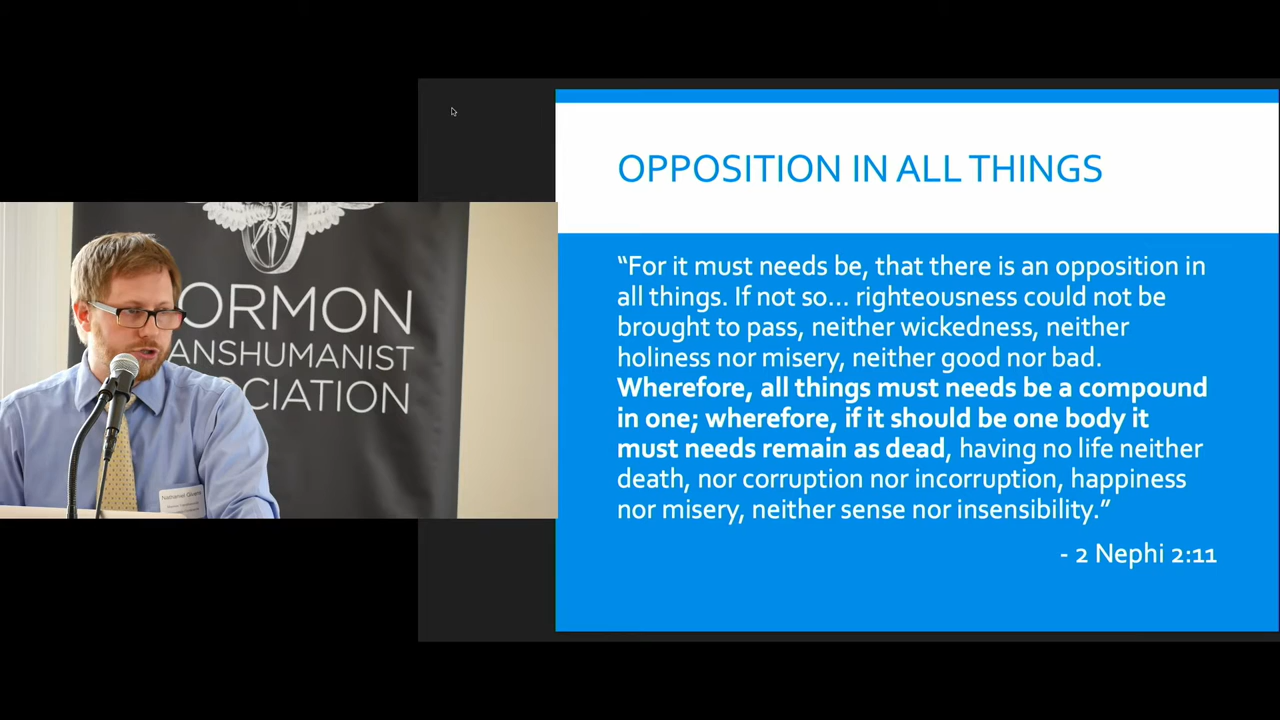 OPPOSITION IN ALL THINGS
“For it must needs be, that there is an opposition in
all things. If not so... righteousness could not be
brought to pass, neither wickedness, neither
holiness nor misery, neither good nor bad.
Wherefore, all things must needs be a compound
in one; wherefore, if it should be one body it
must needs remain as dead, having no life neither
death, nor corruption nor incorruption, happiness
nor misery, neither sense nor insensibility.”
- 2 Nephi 2:11
ORMON
ANSHUMANIST
OCIATION
Nathaniel Givens